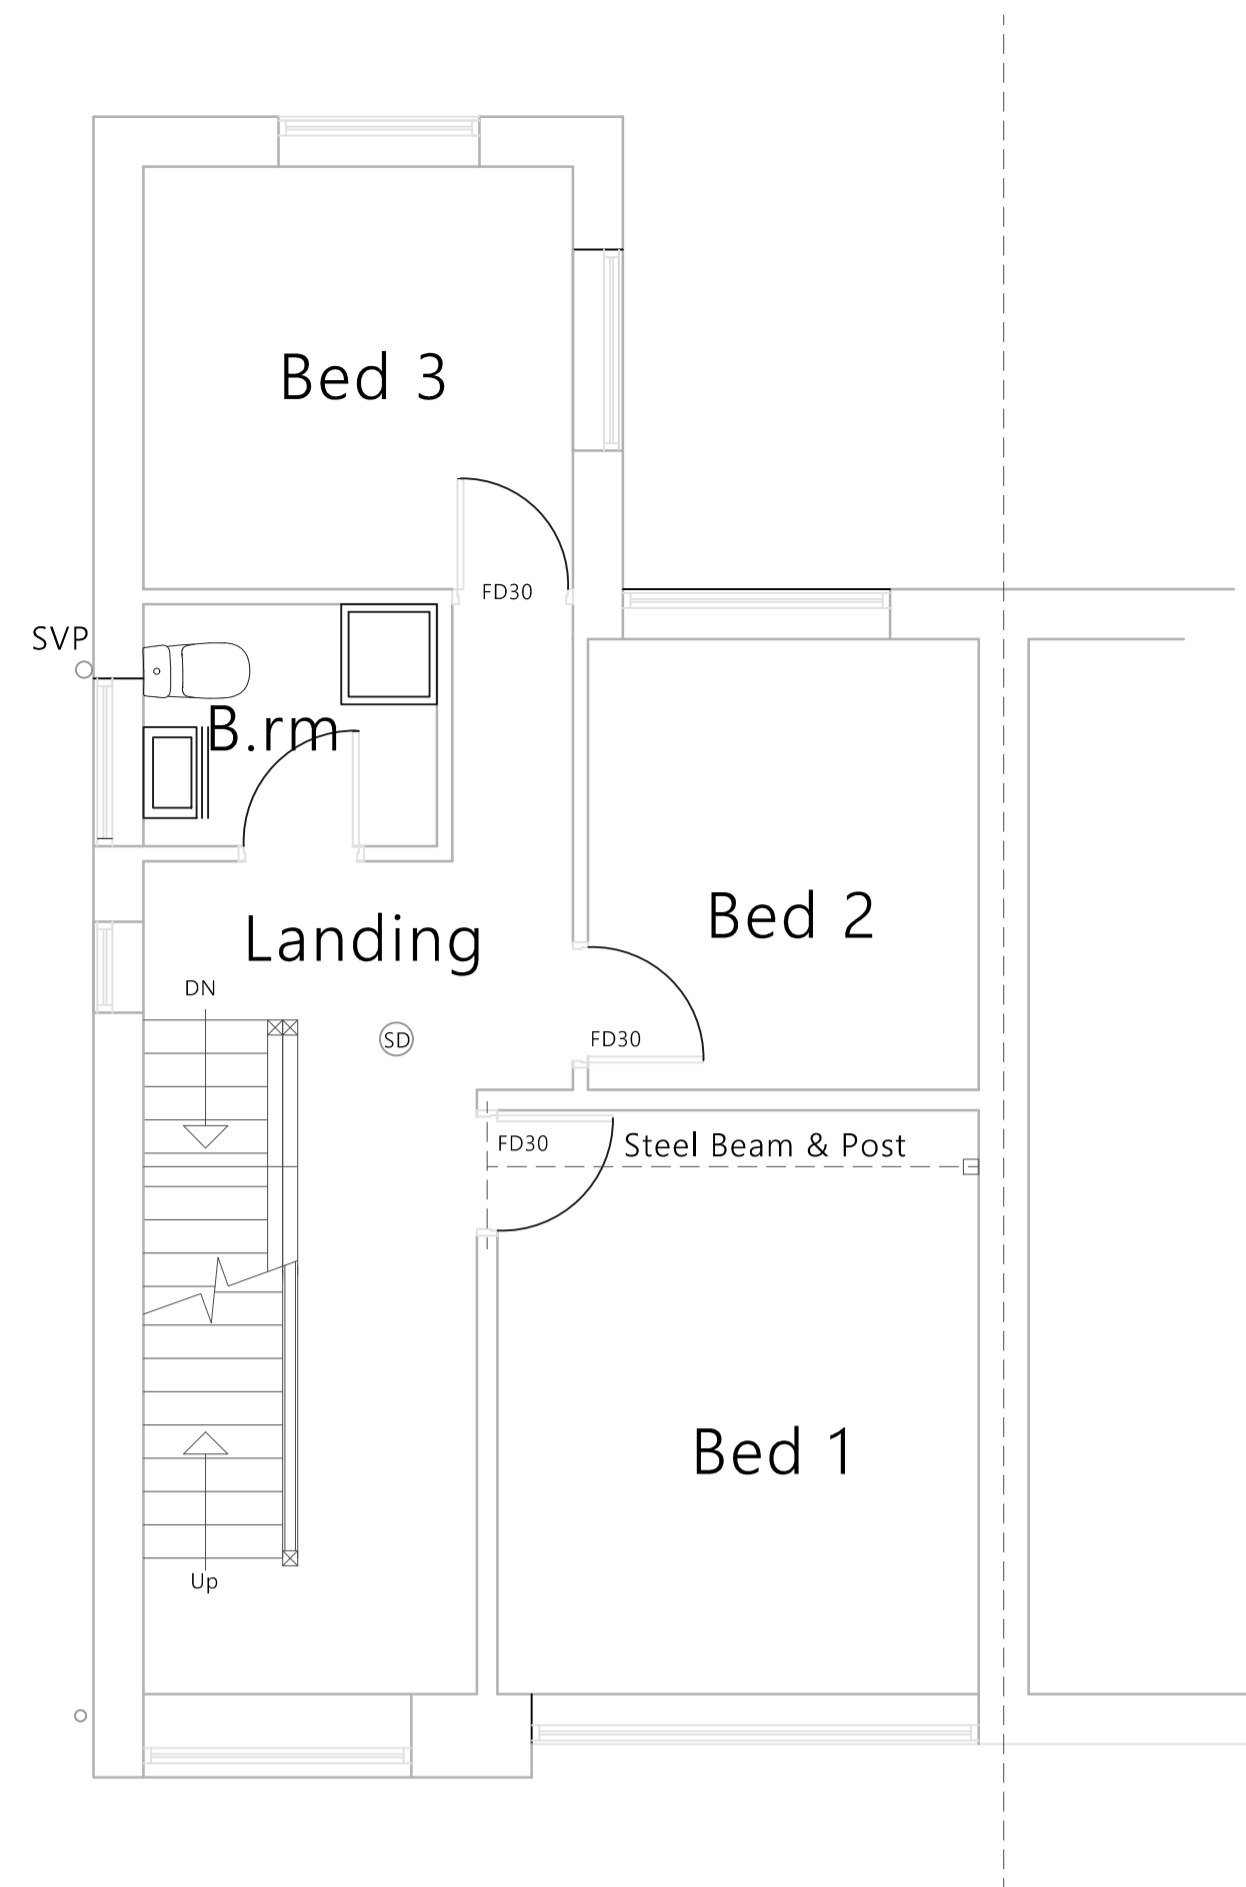 Bed 3
FD30
SVP
B.rm
Bed 2
Landing
DN
SD
FD30
FD30
Steel Beam & Post
Bed 1
Up